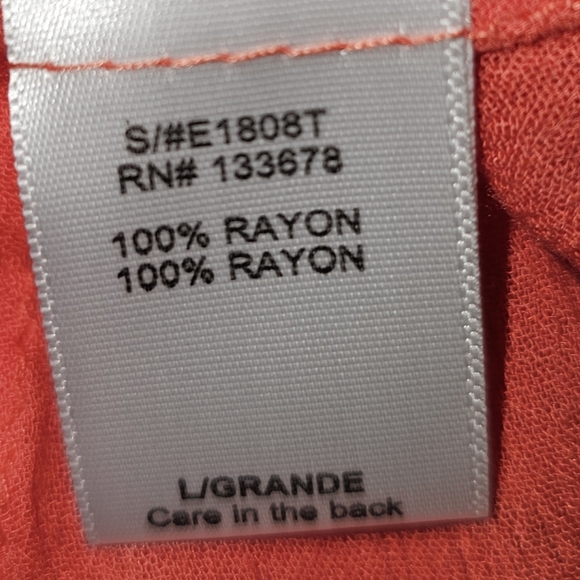 S/#E1808T
RN# 133678
100% RAYON
100% RAYON
L/GRANDE
Care in the back